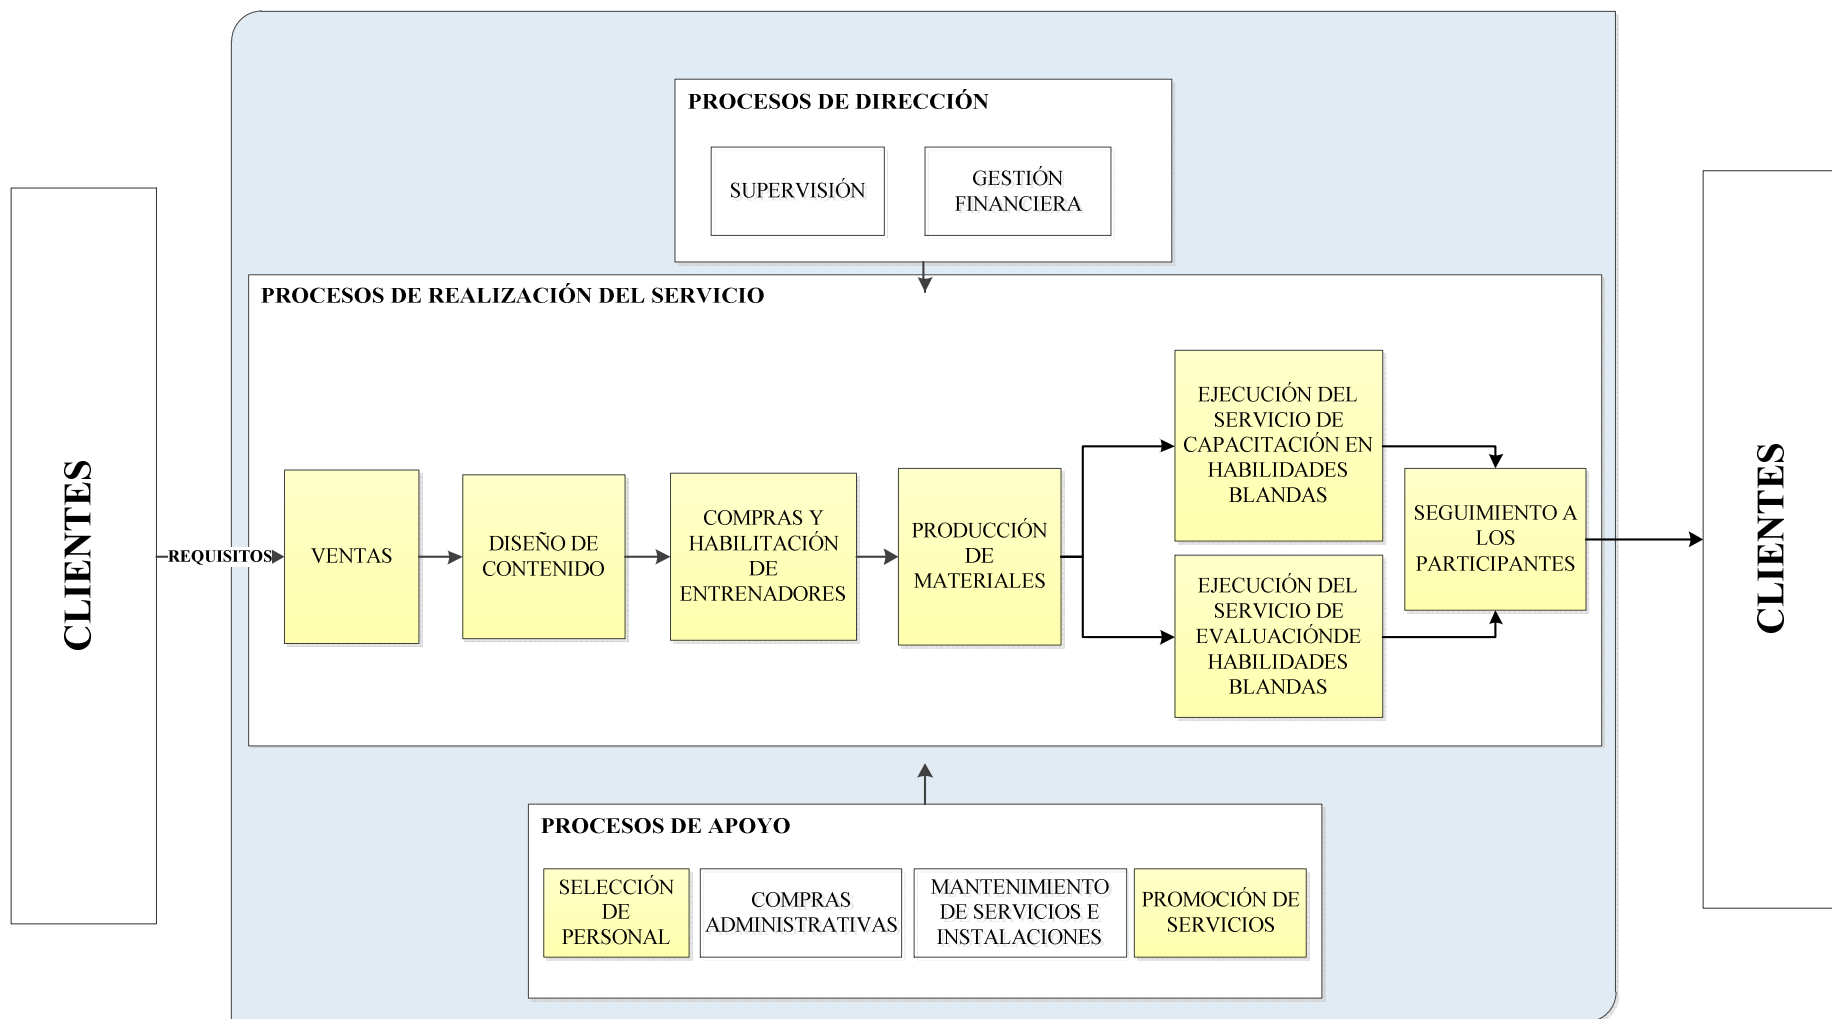 PROCESOS DE DIRECCIÓN
SUPERVISIÓN
GESTIÓN
FINANCIERA
CLIENTES
REQUISITOS
PROCESOS DE REALIZACIÓN DEL SERVICIO
VENTAS
DISEÑO DE
CONTENIDO
COMPRAS Y
HABILITACIÓN
DE
ENTRENADORES
PRODUCCIÓN
DE
MATERIALES
EJECUCIÓN DEL
SERVICIO DE
CAPACITACIÓN EN
HABILIDADES
BLANDAS
EJECUCIÓN DEL
SERVICIO DE
EVALUACIÓNDE
HABILIDADES
BLANDAS
SEGUIMIENTO A
LOS
PARTICIPANTES
CLIENTES
PROCESOS DE APOYO
SELECCIÓN
DE
PERSONAL
COMPRAS
ADMINISTRATIVAS
MANTENIMIENTO
DE SERVICIOS E
INSTALACIONES
PROMOCIÓN DE
SERVICIOS